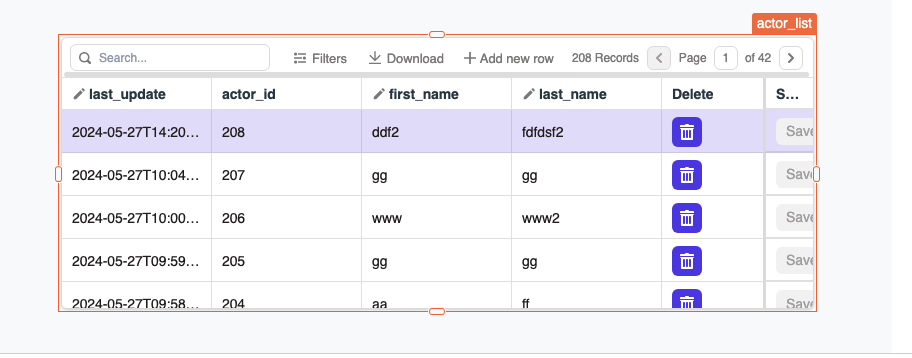 actor_list
Search... Filters Download Add new row 208 Records Page 1 of 42
last_update actor_id first_name last_name Delete S...
2024-05-27T14:20... 208 ddf2 fdfdsf2 Save
2024-05-27T10:04... 207 gg gg Save
2024-05-27T10:00... 206 www www2 Save
2024-05-27T09:59... 205 gg gg Save
2024-05-27T09:58... 204 aa ff Save